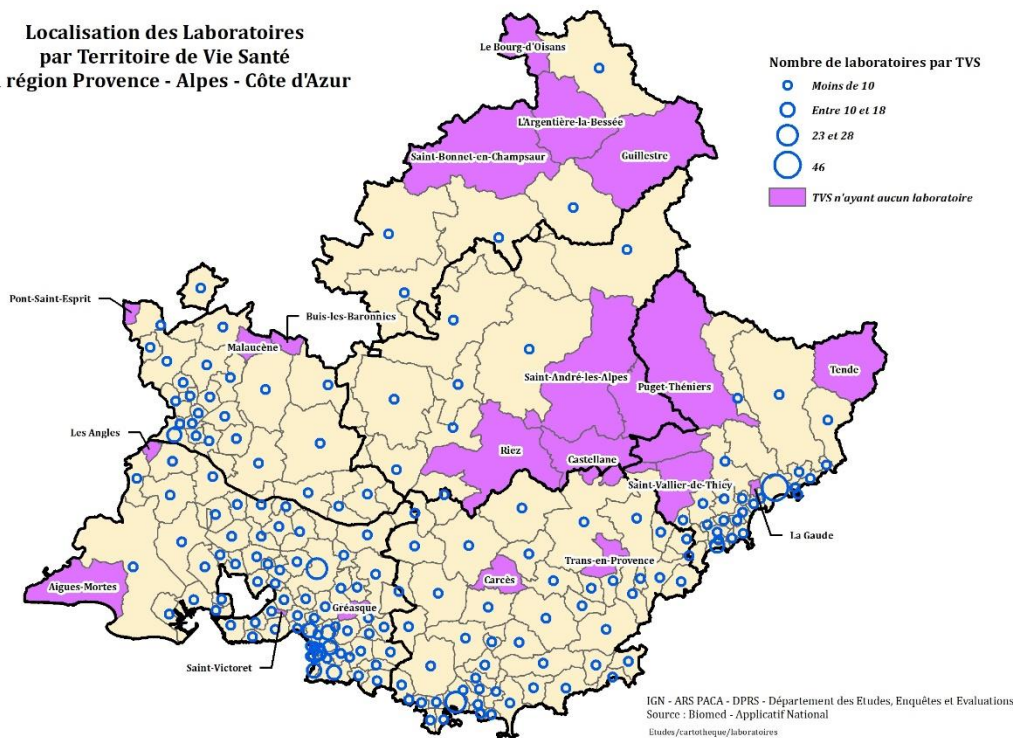 Localisation des Laboratoires
par Territoire de Vie Santé
région Provence - Alpes - Côte d'Azur
Nombre de laboratoires par TVS
Moins de 10
Entre 10 et 18
23 et 28
46
TVS n'ayant aucun laboratoire
Le Bourg-d'Oisans
L'Argentière-la-Bessée
Saint-Bonnet-en-Champsaur
Guillestre
Pont-Saint-Esprit
Buis-les-Baronnies
Malaucène
Saint-André-les-Alpes
Puget-Théniers
Tende
Les Angles
Riez
Castellane
Saint-Vallier-de-Thiey
La Gaude
Trans-en-Provence
Carcès
Aigues-Mortes
Gréasque
Saint-Victoret
IGN - ARS PACA - DPRS - Département des Etudes, Enquêtes et Evaluations
Source : Biomed - Applicatif National
Etudes/cartotheque/laboratoires